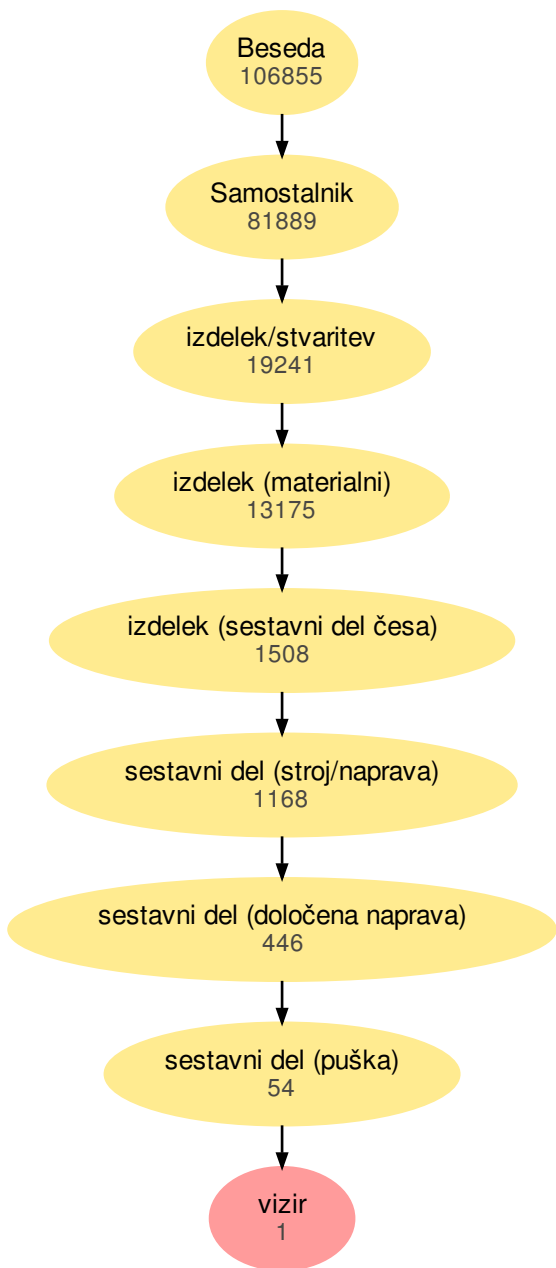 Beseda
106855
Samostalnik
81889
izdelek/stvaritev
19241
izdelek (materialni)
13175
izdelek (sestavni del česa)
1508
sestavni del (stroj/naprava)
1168
sestavni del (določena naprava)
446
sestavni del (puška)
54
vizir
1